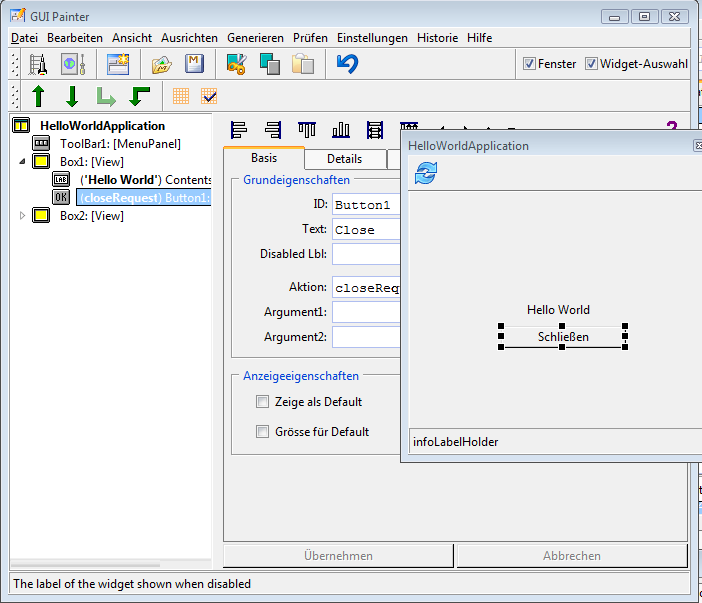 GUI Painter
Datei Bearbeiten Ansicht Ausrichten Generieren Prüfen Einstellungen Historie Hilfe
M
Fenster Widget-Auswahl
HelloWorldApplication
ToolBar1: [MenuPanel]
Box1: [View]
LAB ('Hello World') Contents
OK (closeRequest) Button1:
Box2: [View]
?
Basis Details
Grundeigenschaften
ID: Button1
Text: Close
Disabled Lbl:
Aktion: closeReq
Argument1:
Argument2:
Anzeigeeigenschaften
Zeige als Default
Grösse für Default
Übernehmen Abbrechen
The label of the widget shown when disabled
HelloWorldApplication
Hello World
Schließen
infoLabelHolder